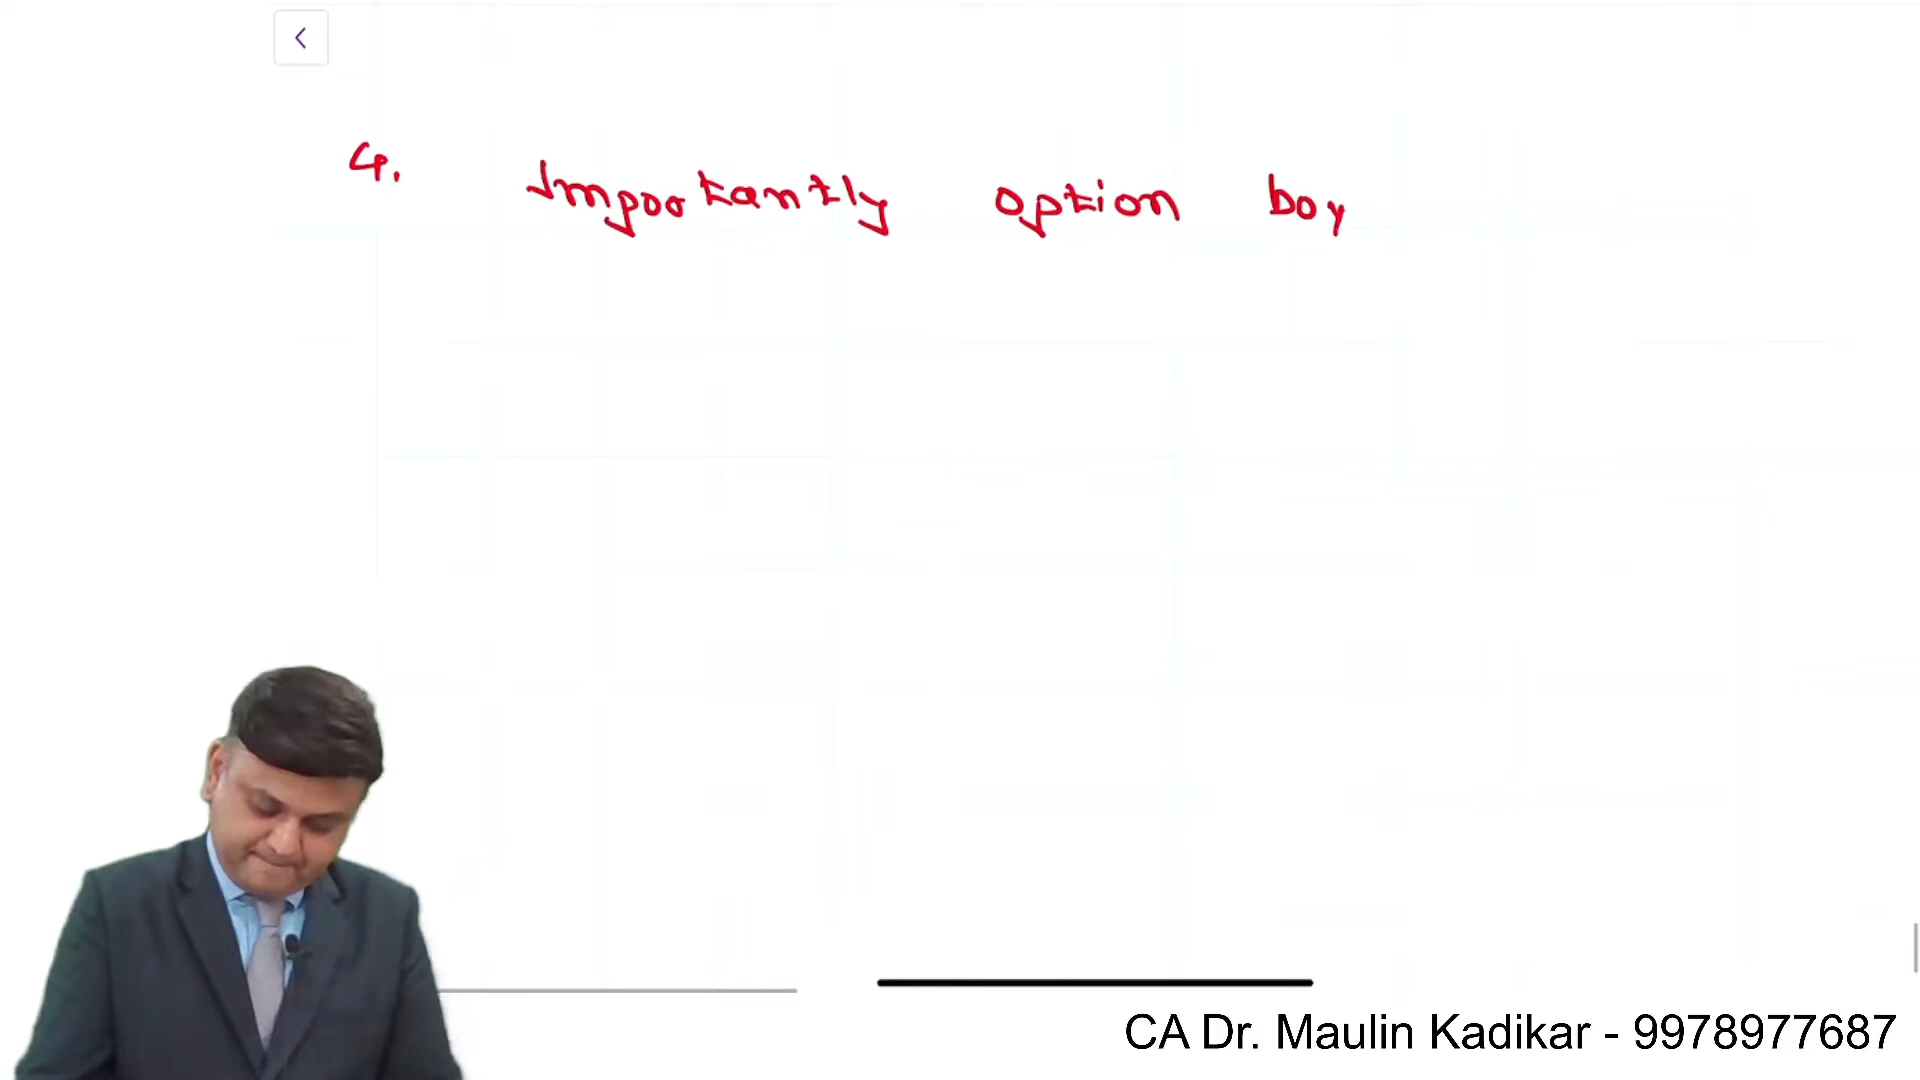 4. Importantly option boy
CA Dr. Maulin Kadikar - 9978977687